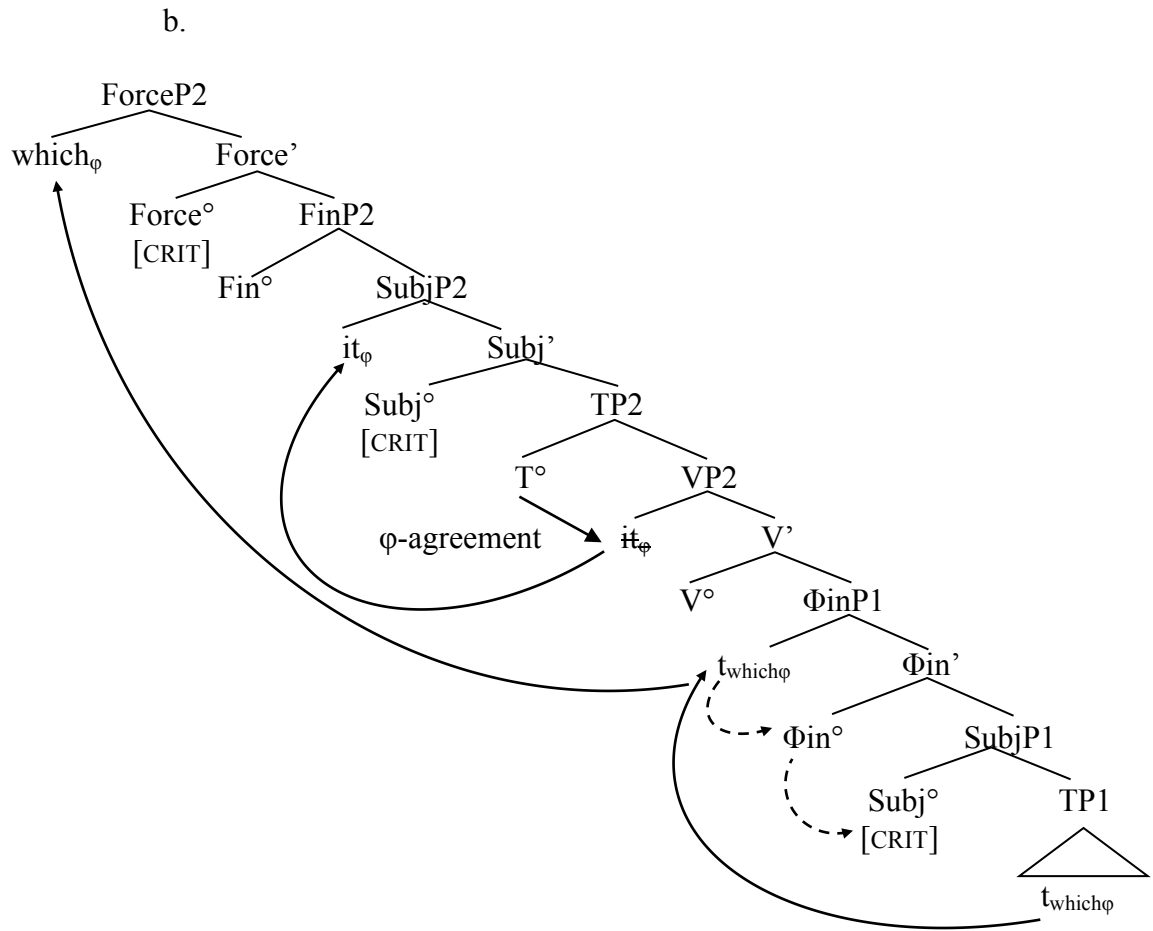 b.
ForceP2
whichφ Force’
Force° FinP2
[CRIT]
Fin° SubjP2
itφ Subj’
Subj° TP2
[CRIT]
T° VP2
φ-agreement itφ V’
V° ΦinP1
twhichφ Φin’
Φin° SubjP1
Subj° TP1
[CRIT]
twhichφ